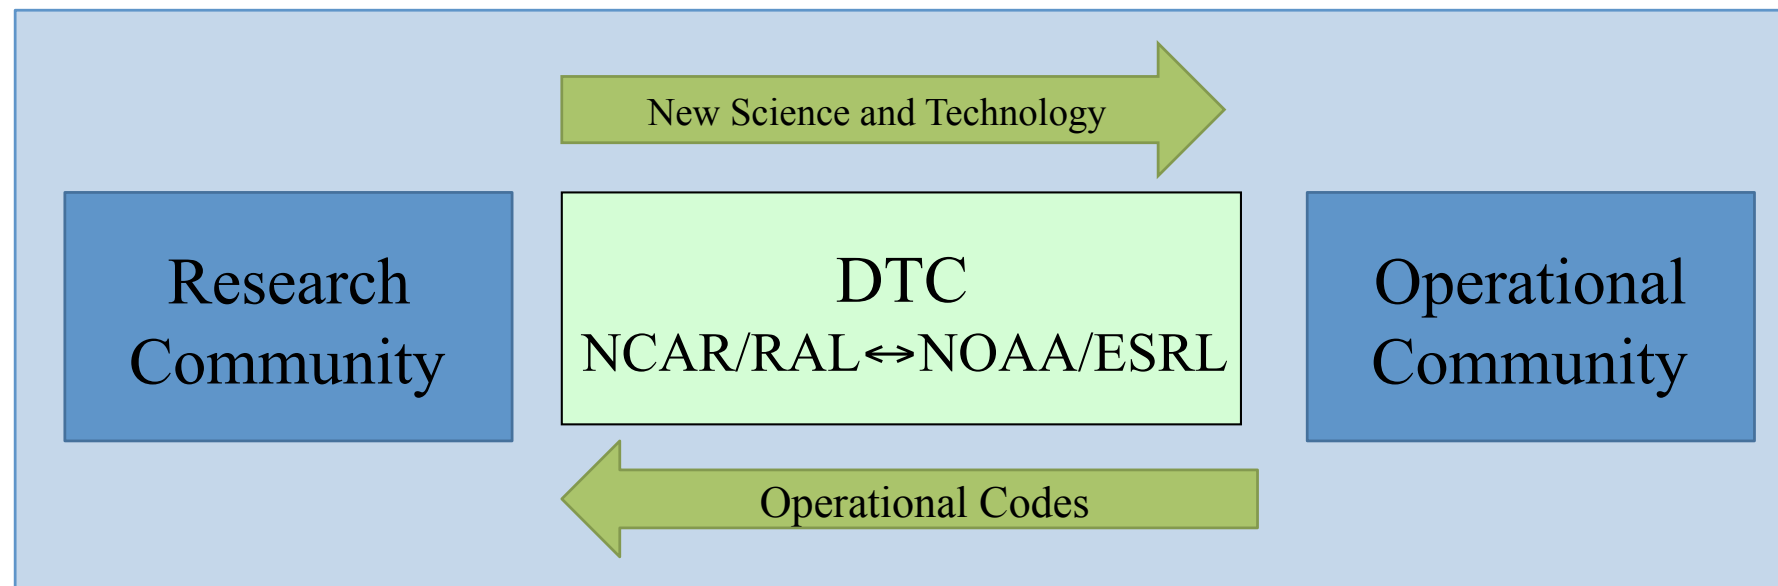 New Science and Technology
Research
Community
DTC
NCAR/RAL↔NOAA/ESRL
Operational
Community
Operational Codes